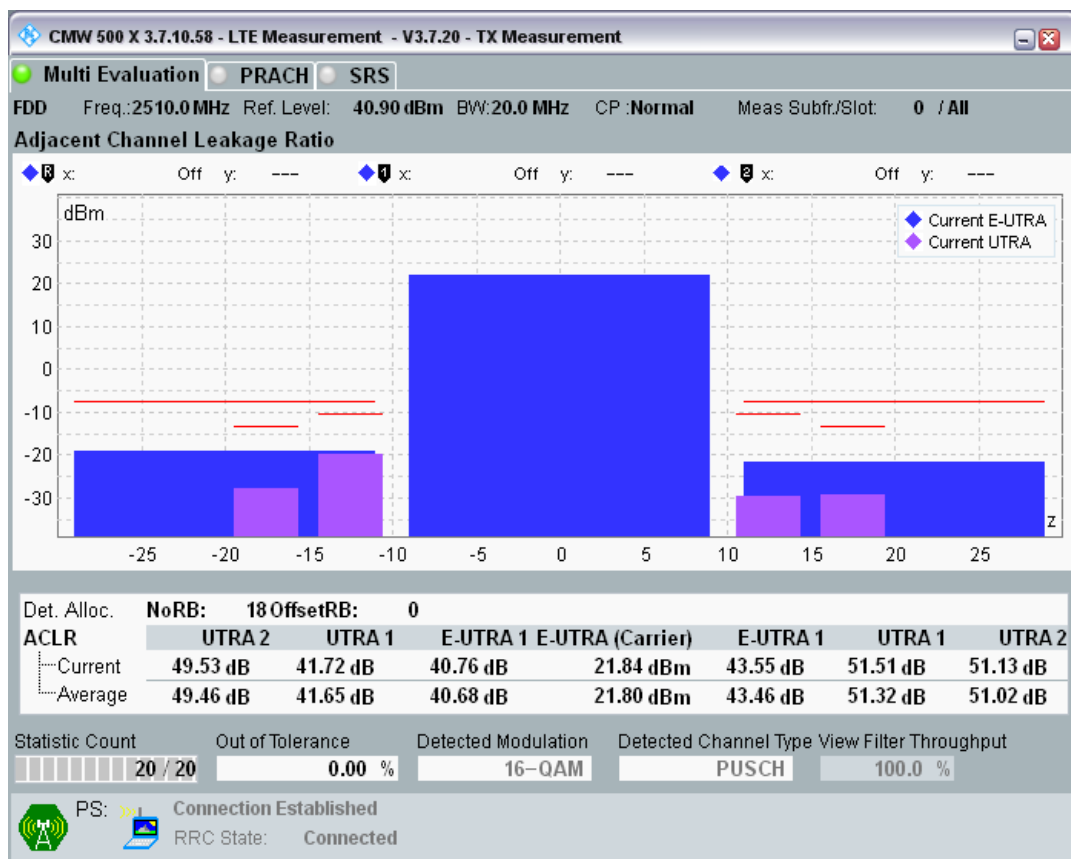 CMW 500 X 3.7.10.58 - LTE Measurement - V3.7.20 - TX Measurement
Multi Evaluation PRACH SRS
FDD Freq.:2510.0 MHz Ref. Level: 40.90 dBm BW:20.0 MHz CP :Normal Meas Subfr./Slot: 0 / All
Adjacent Channel Leakage Ratio
R x: Off y: --- 1 x: Off y: --- 2 x: Off y: ---
dBm
Current E-UTRA
Current UTRA
30
20
10
0
-10
-20
-30
z
-25 -20 -15 -10 -5 0 5 10 15 20 25
Det. Alloc. NoRB: 18 OffsetRB: 0
ACLR UTRA 2 UTRA 1 E-UTRA 1 E-UTRA (Carrier) E-UTRA 1 UTRA 1 UTRA 2
Current 49.53 dB 41.72 dB 40.76 dB 21.84 dBm 43.55 dB 51.51 dB 51.13 dB
Average 49.46 dB 41.65 dB 40.68 dB 21.80 dBm 43.46 dB 51.32 dB 51.02 dB
Statistic Count Out of Tolerance Detected Modulation Detected Channel Type View Filter Throughput
20 / 20 0.00 % 16-QAM PUSCH 100.0 %
PS: Connection Established
RRC State: Connected